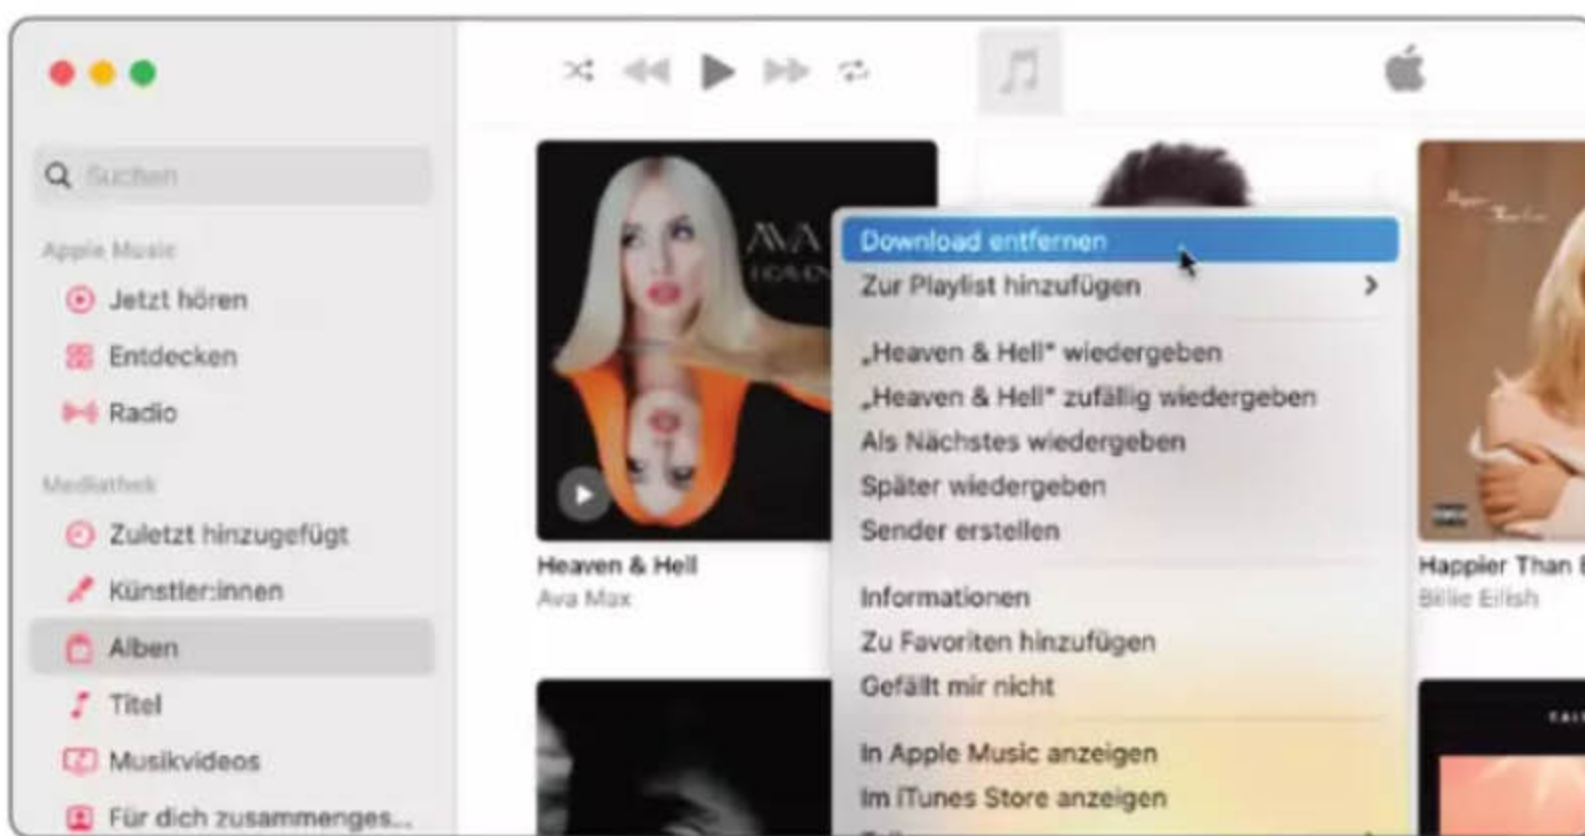 Suchen
Apple Music
Jetzt hören
Entdecken
Radio
Mediathek
Zuletzt hinzugefügt
Künstler:innen
Alben
Titel
Musikvideos
Für dich zusammenges...
AVA
Heaven & Hell
Ava Max
Download entfernen
Zur Playlist hinzufügen
„Heaven & Hell“ wiedergeben
„Heaven & Hell“ zufällig wiedergeben
Als Nächstes wiedergeben
Später wiedergeben
Sender erstellen
Informationen
Zu Favoriten hinzufügen
Gefällt mir nicht
In Apple Music anzeigen
Im iTunes Store anzeigen
Happier Than
Billie Eilish